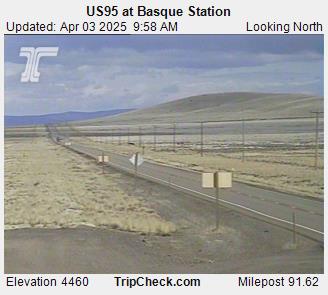 US95 at Basque Station
Updated: Apr 03 2025 9:58 AM Looking North
Elevation 4460 TripCheck.com Milepost 91.62